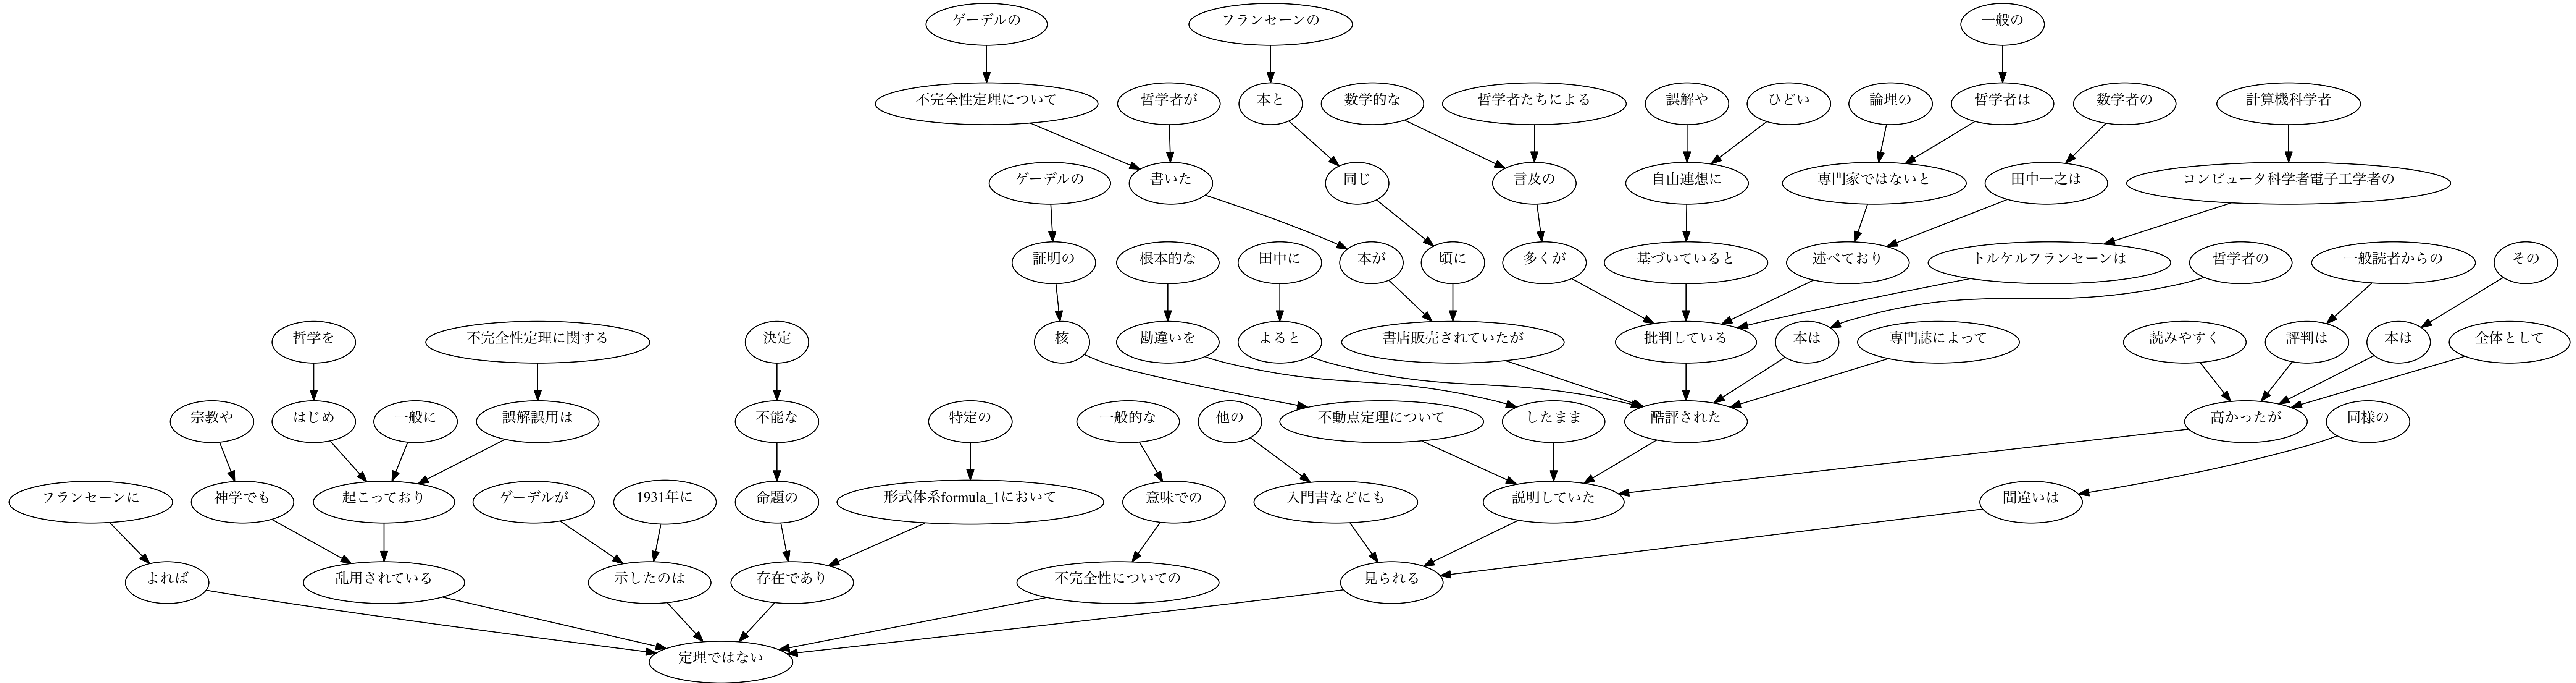 ゲーデルの
フランセーンの
一般の
不完全性定理について
哲学者が
本と
数学的な
哲学者たちによる
誤解や
ひどい
論理の
哲学者は
数学者の
計算機科学者
ゲーデルの
書いた
同じ
言及の
自由連想に
専門家ではないと
田中一之は
コンピュータ科学者電子工学者の
証明の
根本的な
田中に
本が
頃に
多くが
基づいていると
述べており
トルケルフランセーンは
哲学者の
一般読者からの
その
哲学を
不完全性定理に関する
決定
核
勘違いを
よると
書店販売されていたが
批判している
本は
専門誌によって
読みやすく
評判は
本は
全体として
宗教や
はじめ
一般に
誤解誤用は
不能な
特定の
一般的な
他の
不動点定理について
したまま
酷評された
高かったが
同様の
フランセーンに
神学でも
起こっており
ゲーデルが
1931年に
命題の
形式体系formula_1において
意味での
入門書などにも
説明していた
間違いは
よれば
乱用されている
示したのは
存在であり
不完全性についての
見られる
定理ではない